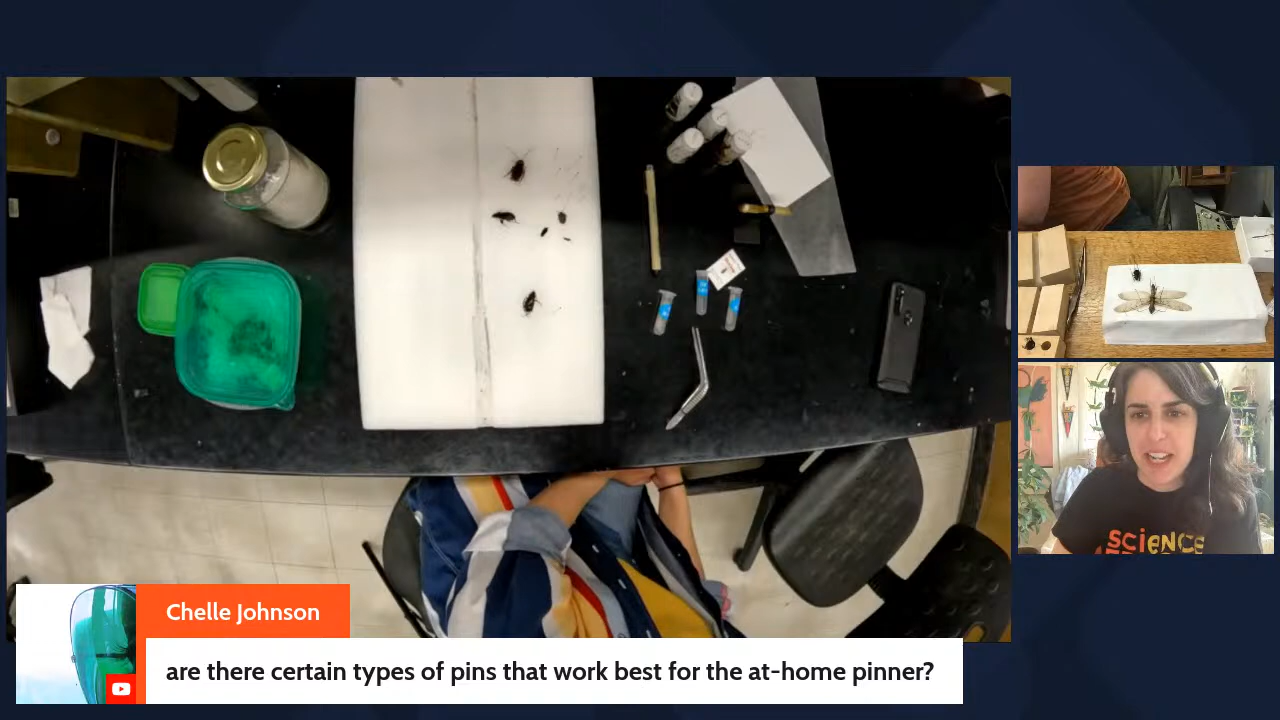 SCIENCE
Chelle Johnson
are there certain types of pins that work best for the at-home pinner?